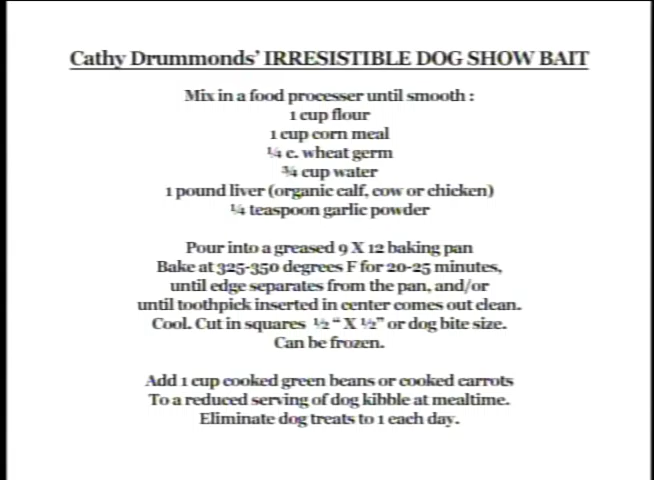 Cathy Drummonds' IRRESISTIBLE DOG SHOW BAIT
Mix in a food processer until smooth :
1 cup flour
1 cup corn meal
¼ c. wheat germ
¾ cup water
1 pound liver (organic calf, cow or chicken)
¼ teaspoon garlic powder
Pour into a greased 9 X 12 baking pan
Bake at 325-350 degrees F for 20-25 minutes,
until edge separates from the pan, and/or
until toothpick inserted in center comes out clean.
Cool. Cut in squares ½ “ X ½” or dog bite size.
Can be frozen.
Add 1 cup cooked green beans or cooked carrots
To a reduced serving of dog kibble at mealtime.
Eliminate dog treats to 1 each day.